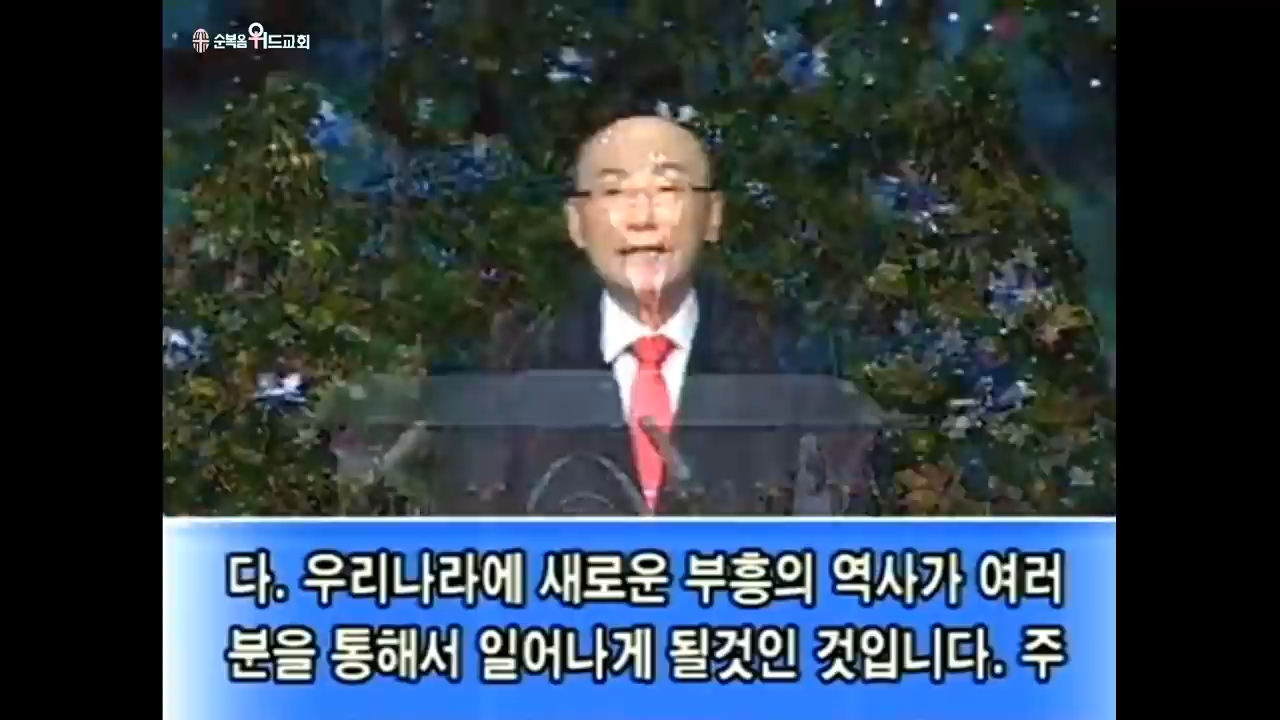 순복음위드교회
다. 우리나라에 새로운 부흥의 역사가 여러
분을 통해서 일어나게 될것인 것입니다. 주